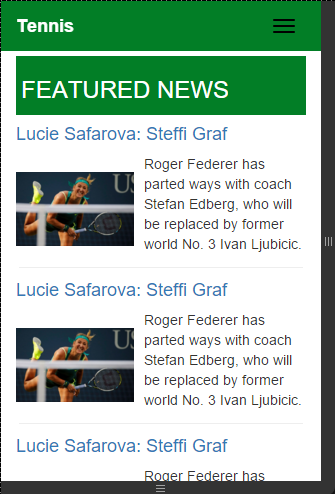 Tennis
FEATURED NEWS
Lucie Safarova: Steffi Graf
Roger Federer has
parted ways with coach
Stefan Edberg, who will
be replaced by former
world No. 3 Ivan Ljubicic.
US
Lucie Safarova: Steffi Graf
Roger Federer has
parted ways with coach
Stefan Edberg, who will
be replaced by former
world No. 3 Ivan Ljubicic.
US
Lucie Safarova: Steffi Graf
Roger Federer has